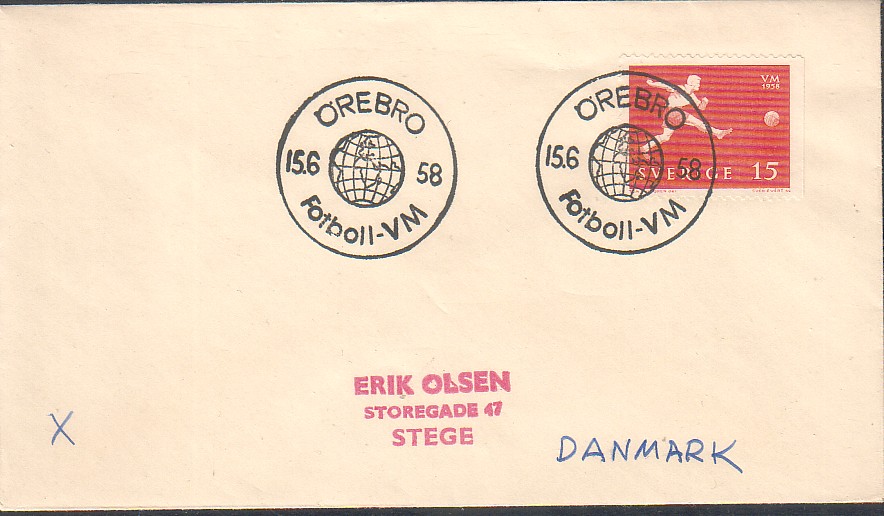 ÖREBRO
15.6 58
Fotboll-VM
ÖREBRO
15.6 58
Fotboll-VM
VM
1958
SVERIGE 15
ERIK OLSEN
STOREGADE 47
STEGE
X
DANMARK